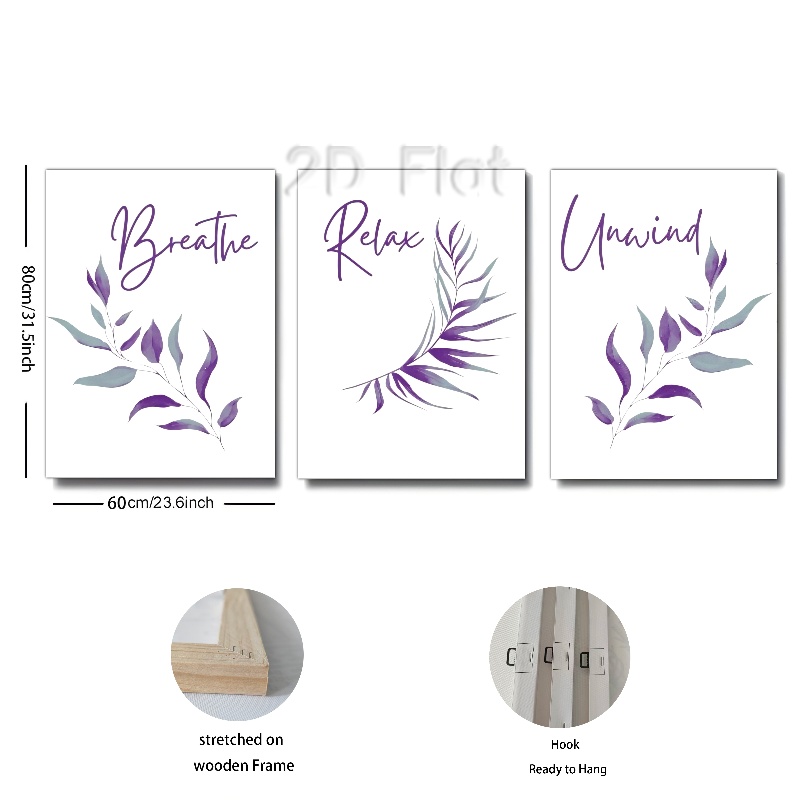 2D Flat
Breathe
Relax
Unwind
80cm/31.5inch
60cm/23.6inch
stretched on
wooden Frame
Hook
Ready to Hang